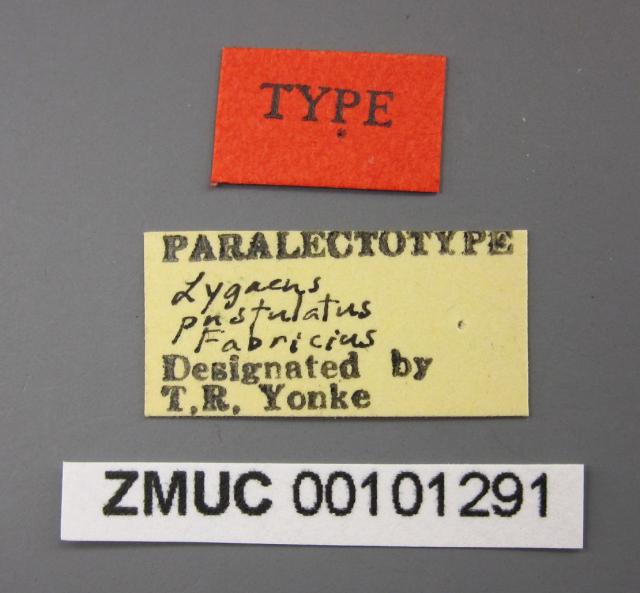 TYPE
PARALECTOTYPE
Lygaeus
pustulatus
Fabricius
Designated by
T.R. Yonke
ZMUC 00101291